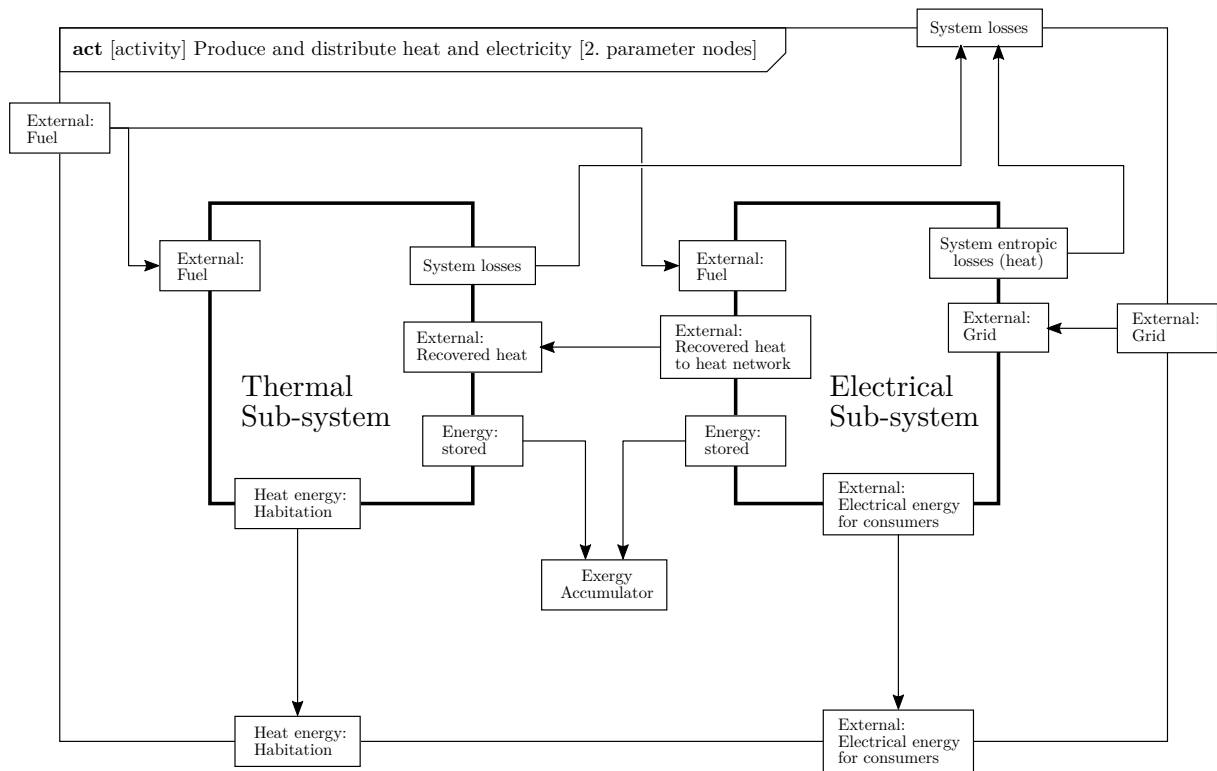 System losses
act [activity] Produce and distribute heat and electricity [2. parameter nodes]
External:
Fuel
External:
Fuel
System losses
External:
Fuel
System entropic
losses (heat)
External:
Recovered heat
External:
Recovered heat
to heat network
External:
Grid
External:
Grid
Thermal
Sub-system
Electrical
Sub-system
Energy:
stored
Energy:
stored
Heat energy:
Habitation
External:
Electrical energy
for consumers
Exergy
Accumulator
Heat energy:
Habitation
External:
Electrical energy
for consumers